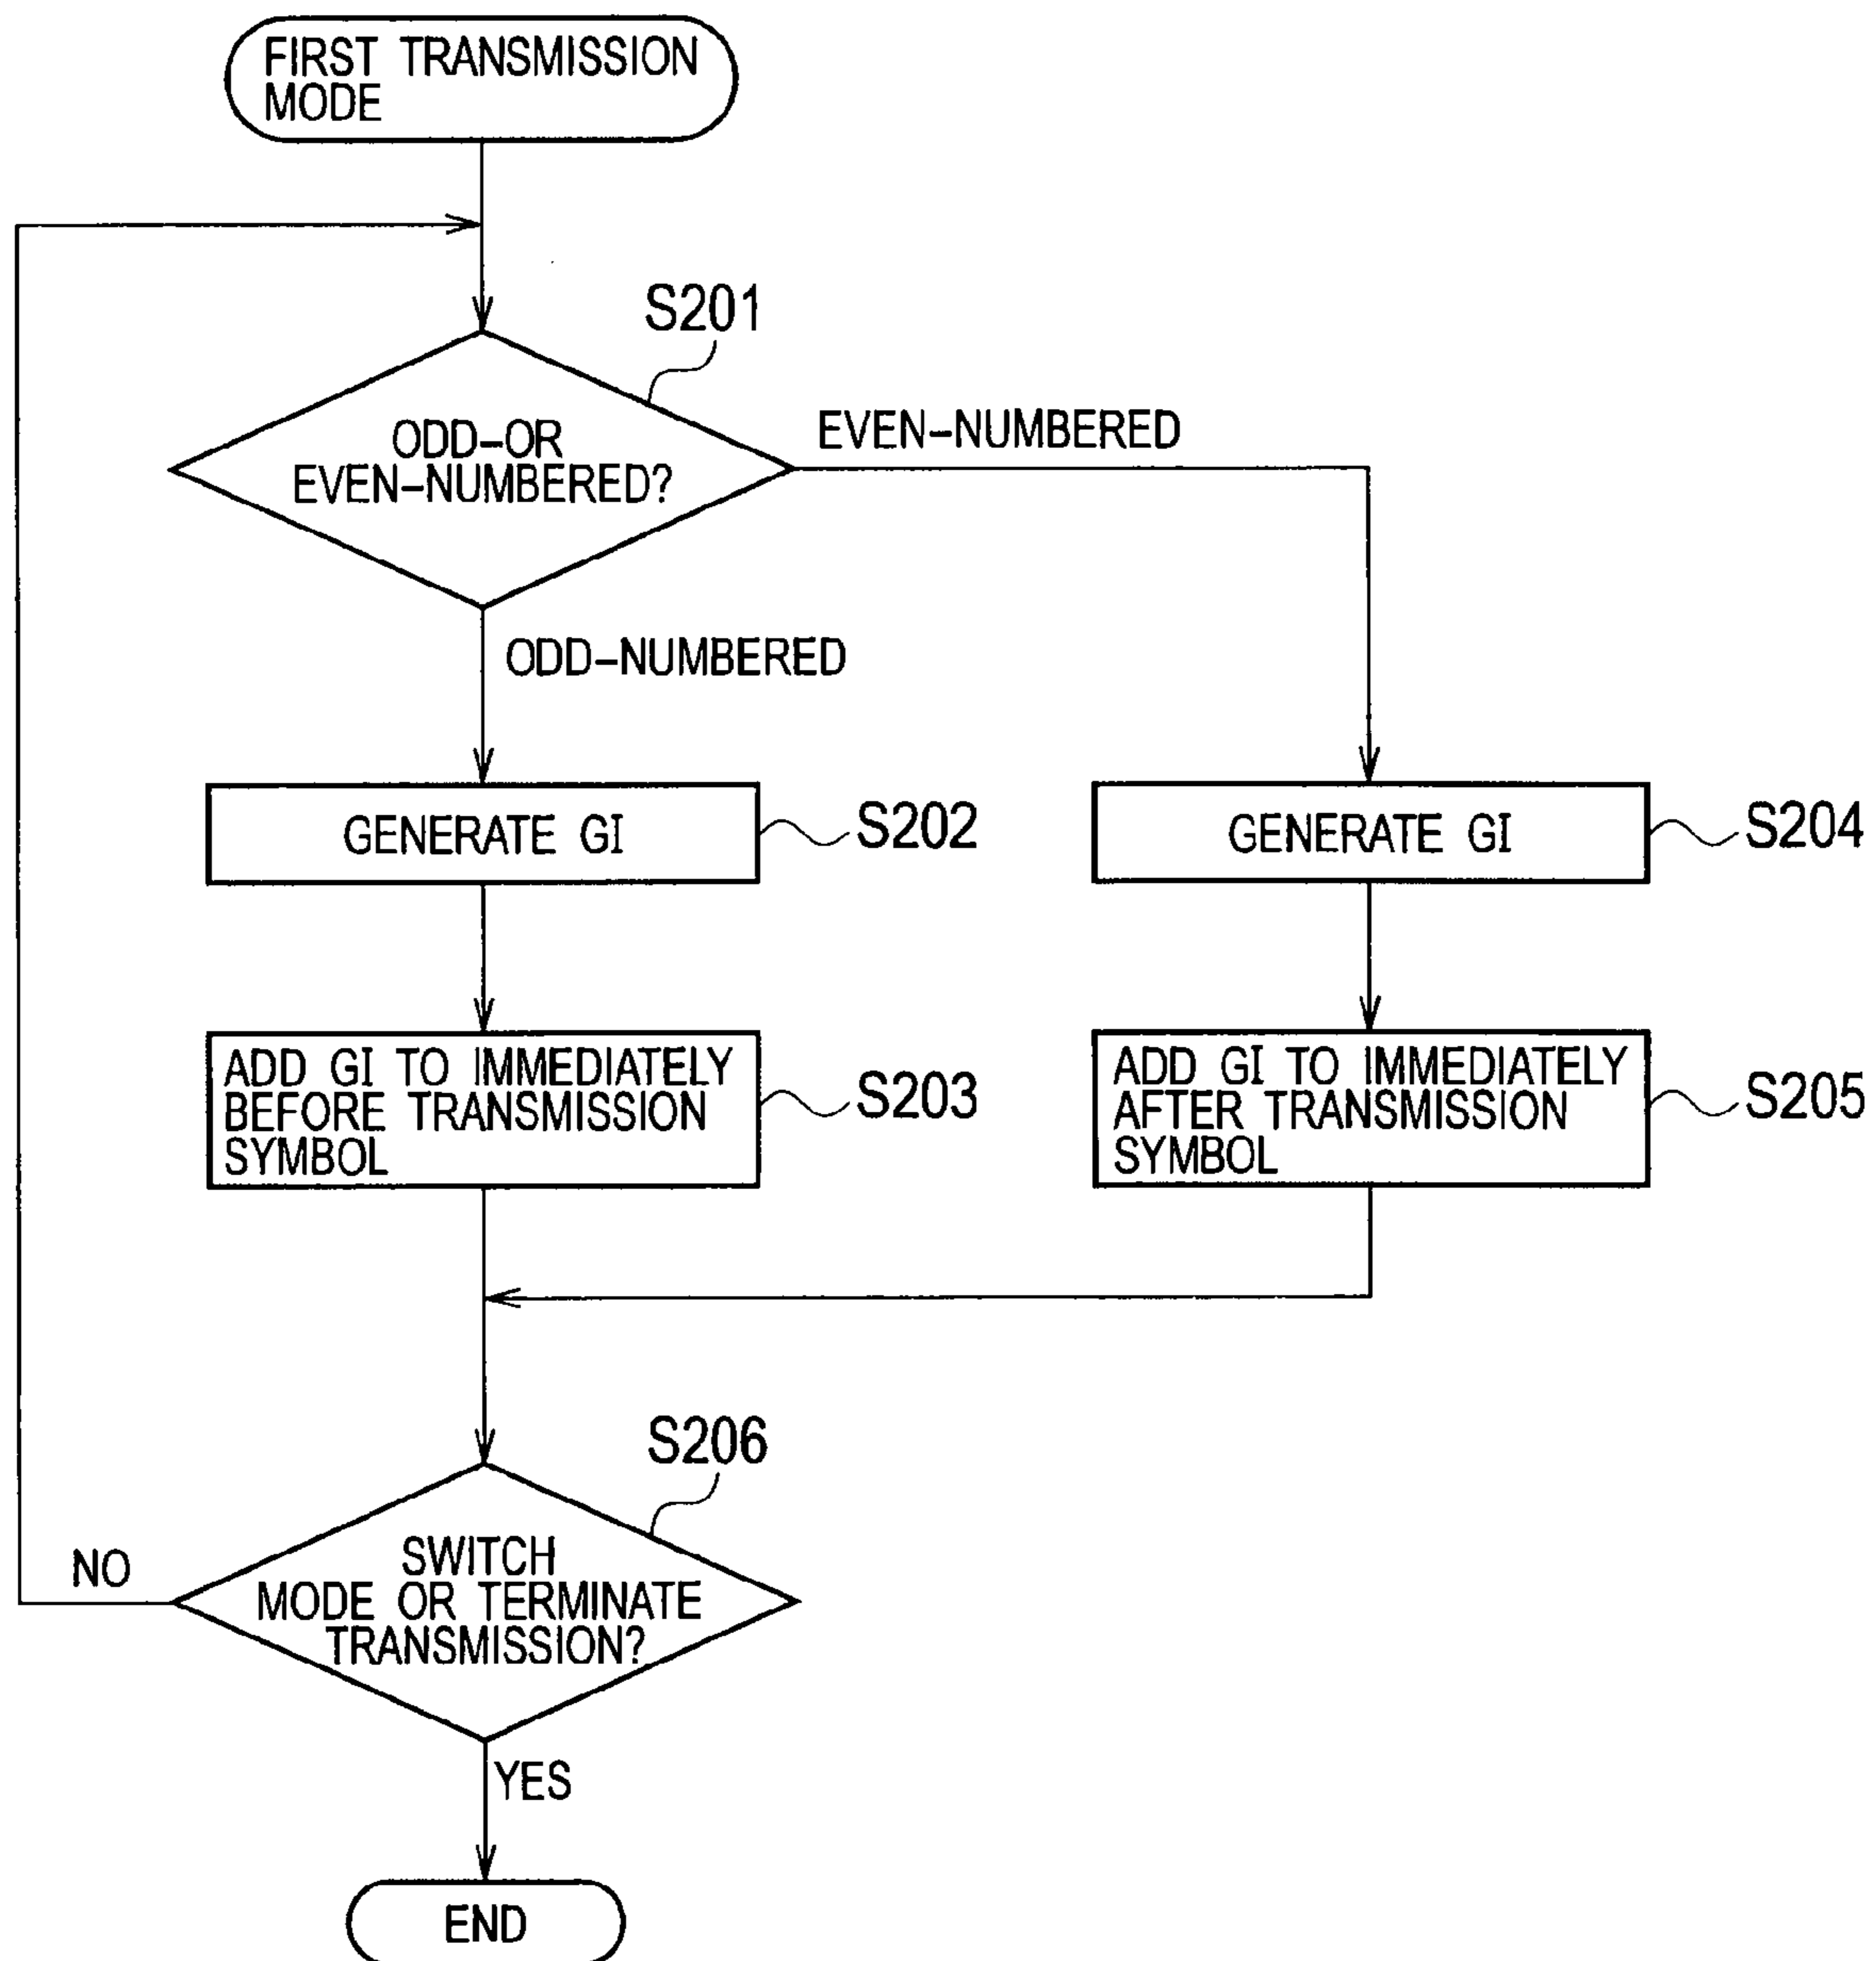 FIRST TRANSMISSION
MODE
S201
ODD-OR
EVEN-NUMBERED?
EVEN-NUMBERED
ODD-NUMBERED
GENERATE GI
S202
GENERATE GI
S204
ADD GI TO IMMEDIATELY
BEFORE TRANSMISSION
SYMBOL
S203
ADD GI TO IMMEDIATELY
AFTER TRANSMISSION
SYMBOL
S205
S206
SWITCH
MODE OR TERMINATE
TRANSMISSION?
NO
YES
END